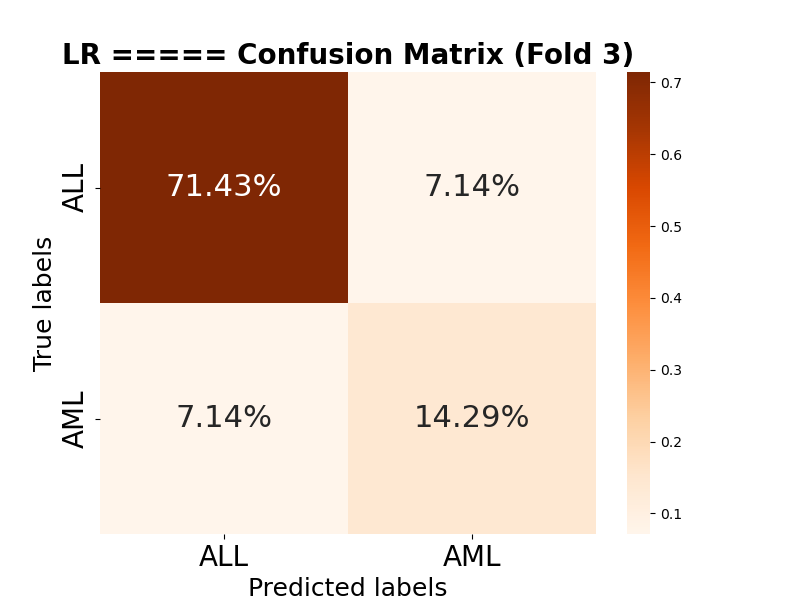 LR ===== Confusion Matrix (Fold 3)
True labels
ALL
71.43%
7.14%
AML
7.14%
14.29%
ALL
AML
Predicted labels
0.7
0.6
0.5
0.4
0.3
0.2
0.1